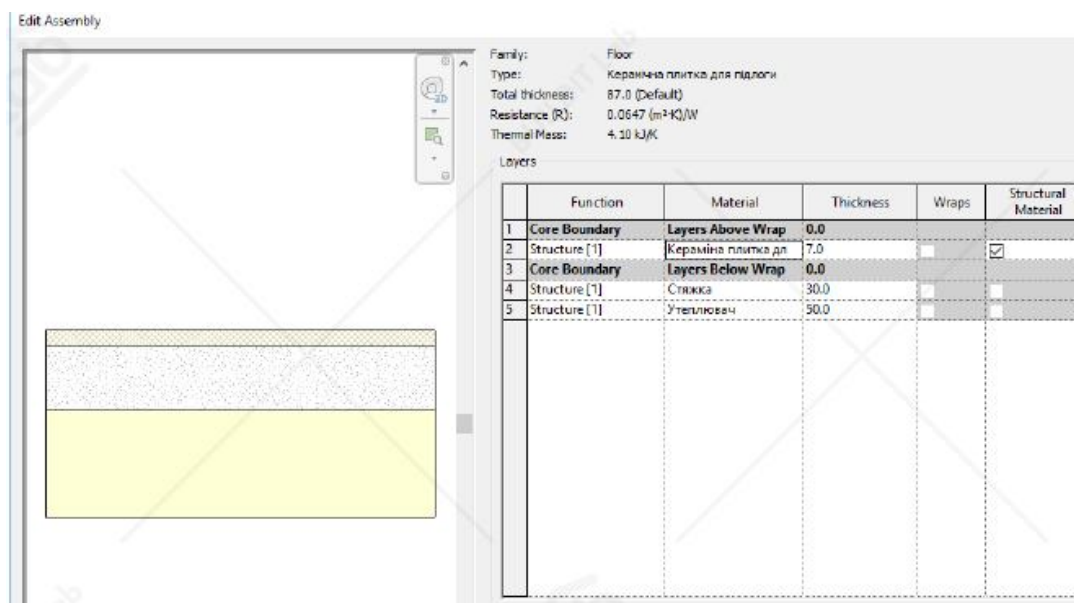 Edit Assembly
Family: Floor
Type: Керамічна плитка для підлоги
Total thickness: 87.0 (Default)
Resistance (R): 0.0647 (m²·K)/W
Thermal Mass: 4.10 kJ/K
Layers
Function Material Thickness Wraps Structural Material
1 Core Boundary Layers Above Wrap 0.0
2 Structure [1] Кераміна плитка дл 7.0
3 Core Boundary Layers Below Wrap 0.0
4 Structure [1] Стяжка 30.0
5 Structure [1] Утеплювач 50.0